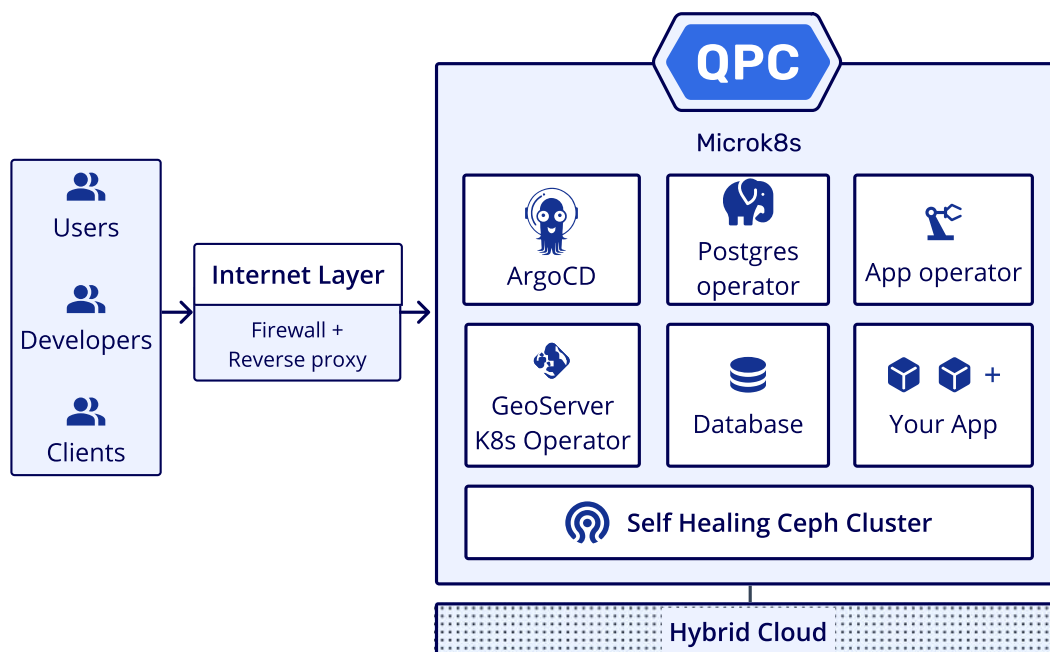 QPC
Microk8s
Users
Developers
Clients
Internet Layer
Firewall +
Reverse proxy
ArgoCD
Postgres
operator
App operator
GeoServer
K8s Operator
Database
+
Your App
Self Healing Ceph Cluster
Hybrid Cloud